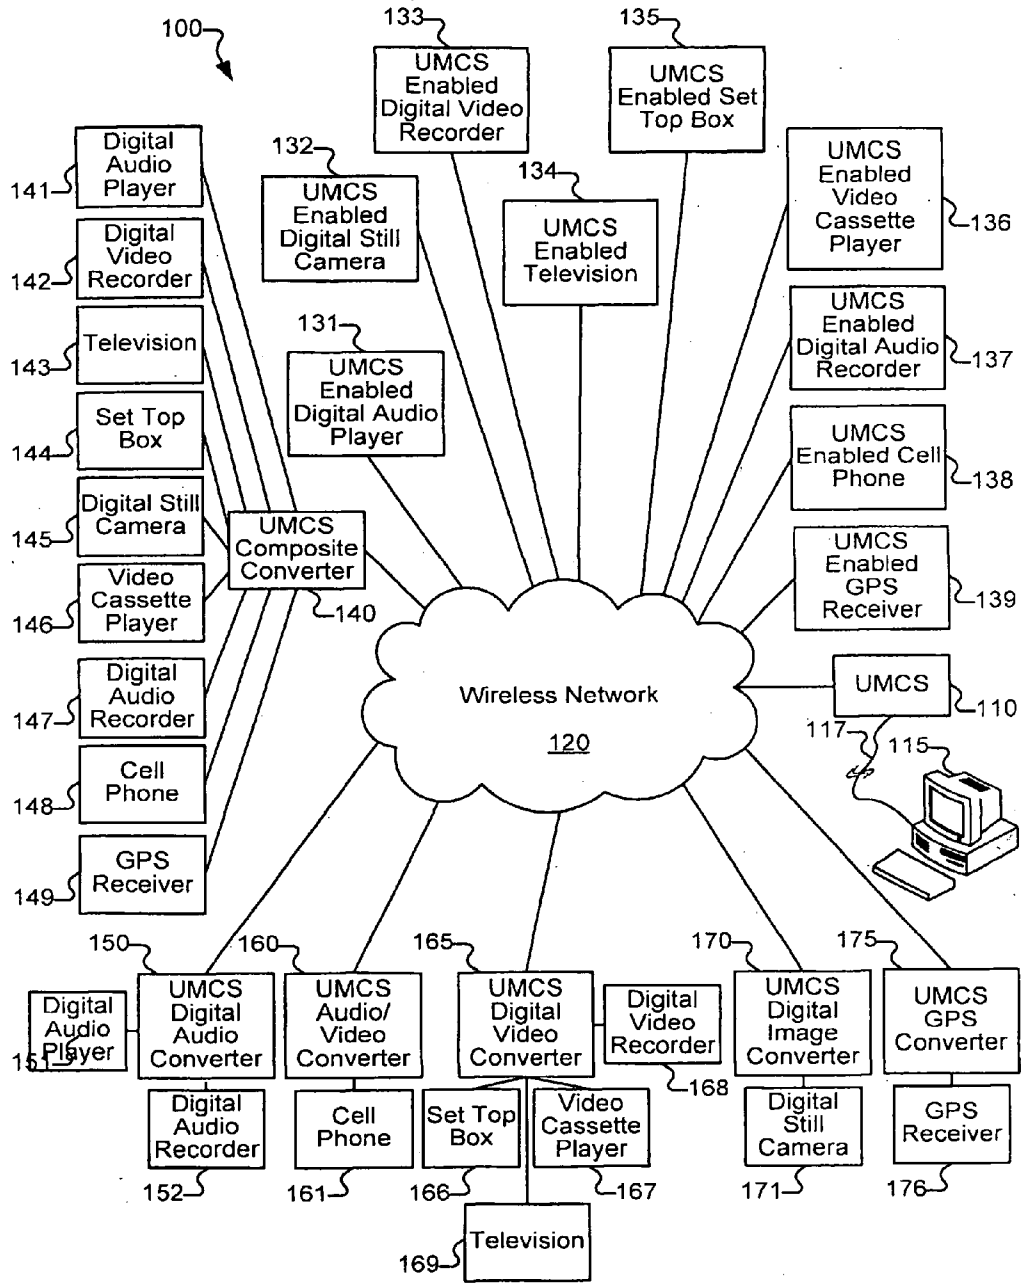 100
133
UMCS
Enabled
Digital Video
Recorder
135
UMCS
Enabled Set
Top Box
132
UMCS
Enabled
Digital Still
Camera
134
UMCS
Enabled
Television
UMCS
Enabled
Video
Cassette
Player
136
131
UMCS
Enabled
Digital Audio
Player
UMCS
Enabled
Digital Audio
Recorder
137
UMCS
Enabled Cell
Phone
138
UMCS
Enabled
GPS
Receiver
139
Digital
Audio
Player
141
Digital
Video
Recorder
142
Television
143
Set Top
Box
144
Digital Still
Camera
145
Video
Cassette
Player
146
Digital
Audio
Recorder
147
Cell
Phone
148
GPS
Receiver
149
UMCS
Composite
Converter
140
Wireless Network
120
UMCS
110
117
115
150
UMCS
Digital
Audio
Converter
Digital
Audio
Player
151
Digital
Audio
Recorder
152
160
UMCS
Audio/
Video
Converter
Cell
Phone
161
165
UMCS
Digital
Video
Converter
Digital
Video
Recorder
168
Set Top
Box
166
Video
Cassette
Player
167
Television
169
170
UMCS
Digital
Image
Converter
Digital
Still
Camera
171
175
UMCS
GPS
Converter
GPS
Receiver
176